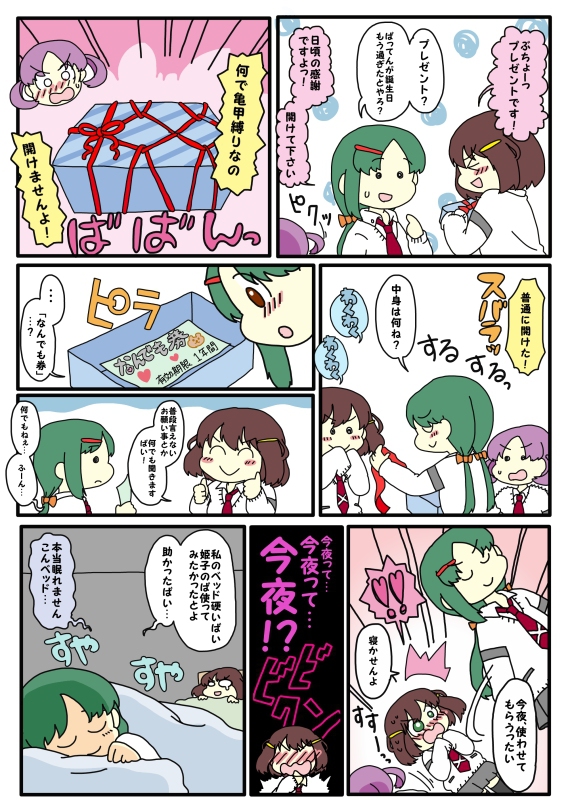 ぶちょーっ
プレゼントです!
プレゼント?
ばってんが誕生日
もう過ぎたとやろ?
日頃の感謝
ですよっ!
開けて下さい
ピクッ
何で亀甲縛りなの
開けませんよ!
ばばーんっ
普通に開けた!
スパラッ
するするっ
中身は何ね?
わくわく
わくわく
ピラ
なんでも券
有効期限 1年間
…
「なんでも券」
…?
普段言えない
お願い事とか
何でも聞きます
ばい!
何でもねぇ…
ふーん…
今夜、使わせて
もらうったい
寝かせんよ
!!
すすーっ…
今夜って…
今夜って…
今夜!?
ビビクン
私のベッド硬いばい
姫子のば使って
みたかったとよ
助かったばい…
本当眠れません
こんベッド…
すや
すや